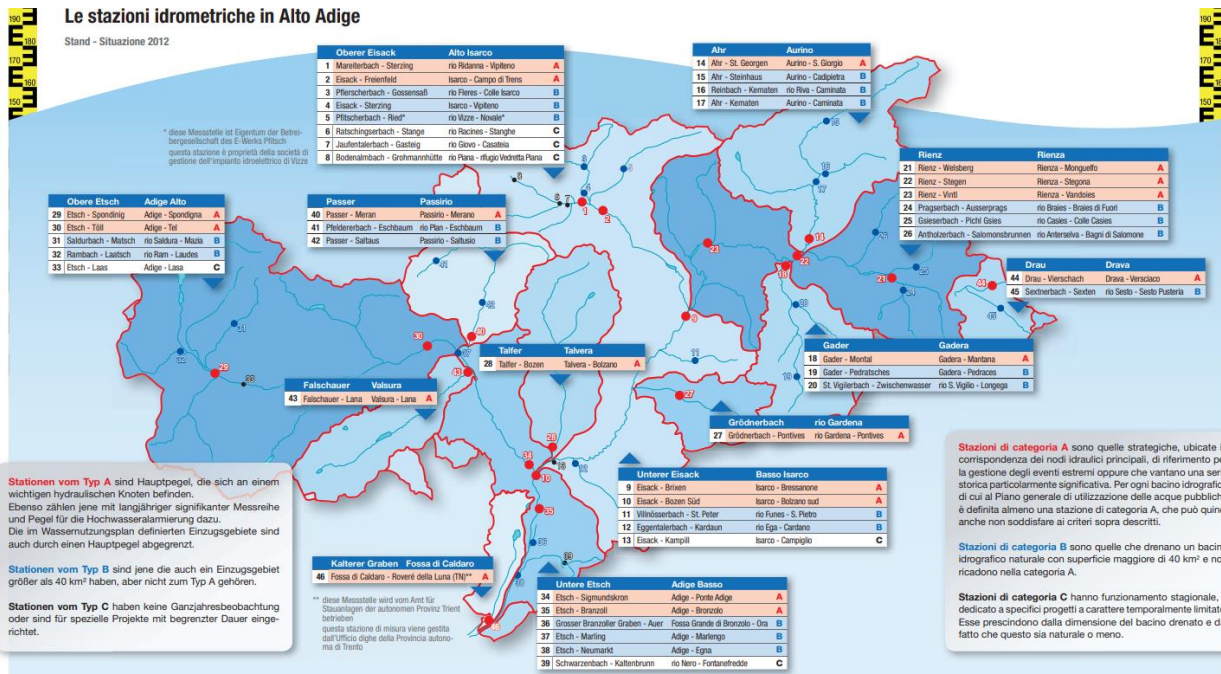 Le stazioni idrometriche in Alto Adige
Stand - Situazione 2012
190
180
170
160
150
190
180
170
160
150
Oberer Eisack Alto Isarco
1 Mareiterbach - Sterzing rio Ridanna - Vipiteno A
2 Eisack - Freienfeld Isarco - Campo di Trens A
3 Pflerscherbach - Gossensaß rio Fleres - Colle Isarco B
4 Eisack - Sterzing Isarco - Vipiteno B
5 Pfitscherbach - Ried* rio Vizze - Novale* B
6 Ratschingserbach - Stange rio Racines - Stanghe C
7 Jaufentalerbach - Gasteig rio Giovo - Casateia C
8 Bodenalmbach - Grohmannhütte rio Piana - rifugio Vedretta Piana C
* diese Messstelle ist Eigentum der Betrei-
bergesellschaft des E-Werks Pfitsch
questa stazione è proprietà della società di
gestione dell'impianto idroelettrico di Vizze
Ahr Aurino
14 Ahr - St. Georgen Aurino - S. Giorgio A
15 Ahr - Steinhaus Aurino - Cadipietra B
16 Reinbach - Kematen rio Riva - Caminata B
17 Ahr - Kematen Aurino - Caminata B
Rienz Rienza
21 Rienz - Welsberg Rienza - Monguelfo A
22 Rienz - Stegen Rienza - Stegona A
23 Rienz - Vintl Rienza - Vandoies A
24 Pragserbach - Ausserprags rio Braies - Braies di Fuori B
25 Gsieserbach - Pichl Gsies rio Casies - Colle Casies B
26 Antholzerbach - Salomonsbrunnen rio Anterselva - Bagni di Salomone B
Obere Etsch Adige Alto
29 Etsch - Spondinig Adige - Spondigna A
30 Etsch - Töll Adige - Tel A
31 Saldurbach - Matsch rio Saldura - Mazia B
32 Rambach - Laatsch rio Ram - Laudes B
33 Etsch - Laas Adige - Lasa C
Passer Passirio
40 Passer - Meran Passirio - Merano A
41 Pfeldererbach - Eschbaum rio Plan - Eschbaum B
42 Passer - Saltaus Passirio - Saltusio B
Drau Drava
44 Drau - Vierschach Drava - Versciaco A
45 Sextnerbach - Sexten rio Sesto - Sesto Pusteria B
Talfer Talvera
28 Talfer - Bozen Talvera - Bolzano A
Gader Gadera
18 Gader - Montal Gadera - Mantana A
19 Gader - Pedratsches Gadera - Pedraces B
20 St. Vigilerbach - Zwischenwasser rio S.Vigilio - Longega B
Falschauer Valsura
43 Falschauer - Lana Valsura - Lana A
Grödnerbach rio Gardena
27 Grödnerbach - Pontives rio Gardena - Pontives A
Unterer Eisack Basso Isarco
9 Eisack - Brixen Isarco - Bressanone A
10 Eisack - Bozen Süd Isarco - Bolzano sud A
11 Villnösserbach - St. Peter rio Funes - S. Pietro B
12 Eggentalerbach - Kardaun rio Ega - Cardano B
13 Eisack - Kampill Isarco - Campiglio C
Kalterer Graben Fossa di Caldaro
46 Fossa di Caldaro - Roverè della Luna (TN)** A
** diese Messstelle wird vom Amt für
Stauanlagen der autonomen Provinz Trient
betrieben
questa stazione di misura viene gestita
dall'Ufficio dighe della Provincia autono-
ma di Trento
Untere Etsch Adige Basso
34 Etsch - Sigmundskron Adige - Ponte Adige A
35 Etsch - Branzoll Adige - Bronzolo A
36 Grosser Branzoller Graben - Auer Fossa Grande di Bronzolo - Ora B
37 Etsch - Marling Adige - Marlengo B
38 Etsch - Neumarkt Adige - Egna B
39 Schwarzenbach - Kaltenbrunn rio Nero - Fontanefredde C
Stationen vom Typ A sind Hauptpegel, die sich an einem
wichtigen hydraulischen Knoten befinden.
Ebenso zählen jene mit langjähriger signifikanter Messreihe
und Pegel für die Hochwasseralarmierung dazu.
Die im Wassernutzungsplan definierten Einzugsgebiete sind
auch durch einen Hauptpegel abgegrenzt.
Stationen vom Typ B sind jene die auch ein Einzugsgebiet
größer als 40 km² haben, aber nicht zum Typ A gehören.
Stationen vom Typ C haben keine Ganzjahresbeobachtung
oder sind für spezielle Projekte mit begrenzter Dauer einge-
richtet.
Stazioni di categoria A sono quelle strategiche, ubicate
corrispondenza dei nodi idraulici principali, di riferimento
la gestione degli eventi estremi oppure che vantano una
storica particolarmente significativa. Per ogni bacino
di cui al Piano generale di utilizzazione delle acque
è definita almeno una stazione di categoria A, che può
anche non soddisfare ai criteri sopra descritti.
Stazioni di categoria B sono quelle che drenano un
idrografico naturale con superficie maggiore di 40 km² e
ricadono nella categoria A.
Stazioni di categoria C hanno funzionamento stagionale,
dedicato a specifici progetti a carattere temporalmente
Esse prescindono dalla dimensione del bacino drenato e
fatto che questo sia naturale o meno.